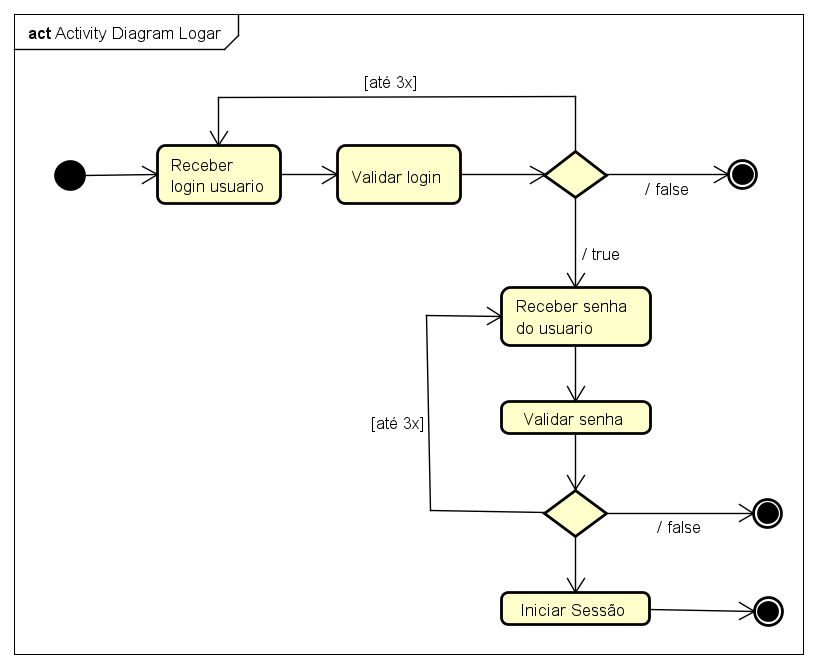 act Activity Diagram Logar
[até 3x]
Receber
login usuario
Validar login
/ false
/ true
Receber senha
do usuario
[até 3x]
Validar senha
/ false
Iniciar Sessão